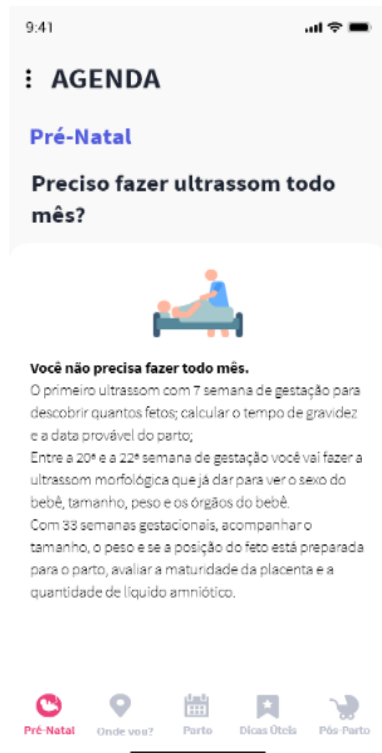 9:41
AGENDA
Pré-Natal
Preciso fazer ultrassom todo
mês?
Você não precisa fazer todo mês.
O primeiro ultrassom com 7 semana de gestação para
descobrir quantos fetos; calcular o tempo de gravidez
e a data provável do parto;
Entre a 20ª e a 22ª semana de gestação você vai fazer a
ultrassom morfológica que já dar para ver o sexo do
bebê, tamanho, peso e os órgãos do bebê.
Com 33 semanas gestacionais, acompanhar o
tamanho, o peso e se a posição do feto está preparada
para o parto, avaliar a maturidade da placenta e a
quantidade de líquido amniótico.
Pré-Natal
Onde vou?
Parto
Dicas Úteis
Pós-Parto